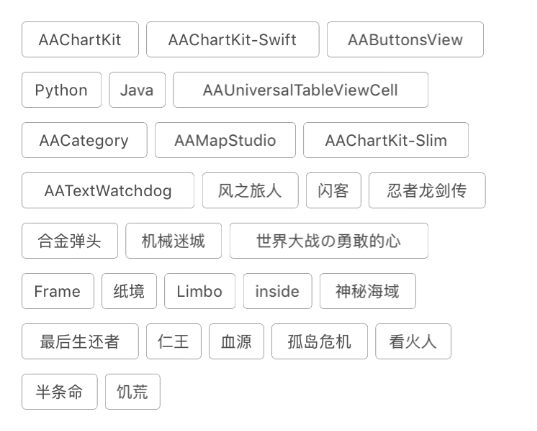 AAChartKit AAChartKit-Swift AAButtonsView
Python Java AAUniversalTableViewCell
AACategory AAMapStudio AAChartKit-Slim
AATextWatchdog 风之旅人 闪客 忍者龙剑传
合金弹头 机械迷城 世界大战の勇敢的心
Frame 纸境 Limbo inside 神秘海域
最后生还者 仁王 血源 孤岛危机 看火人
半条命 饥荒